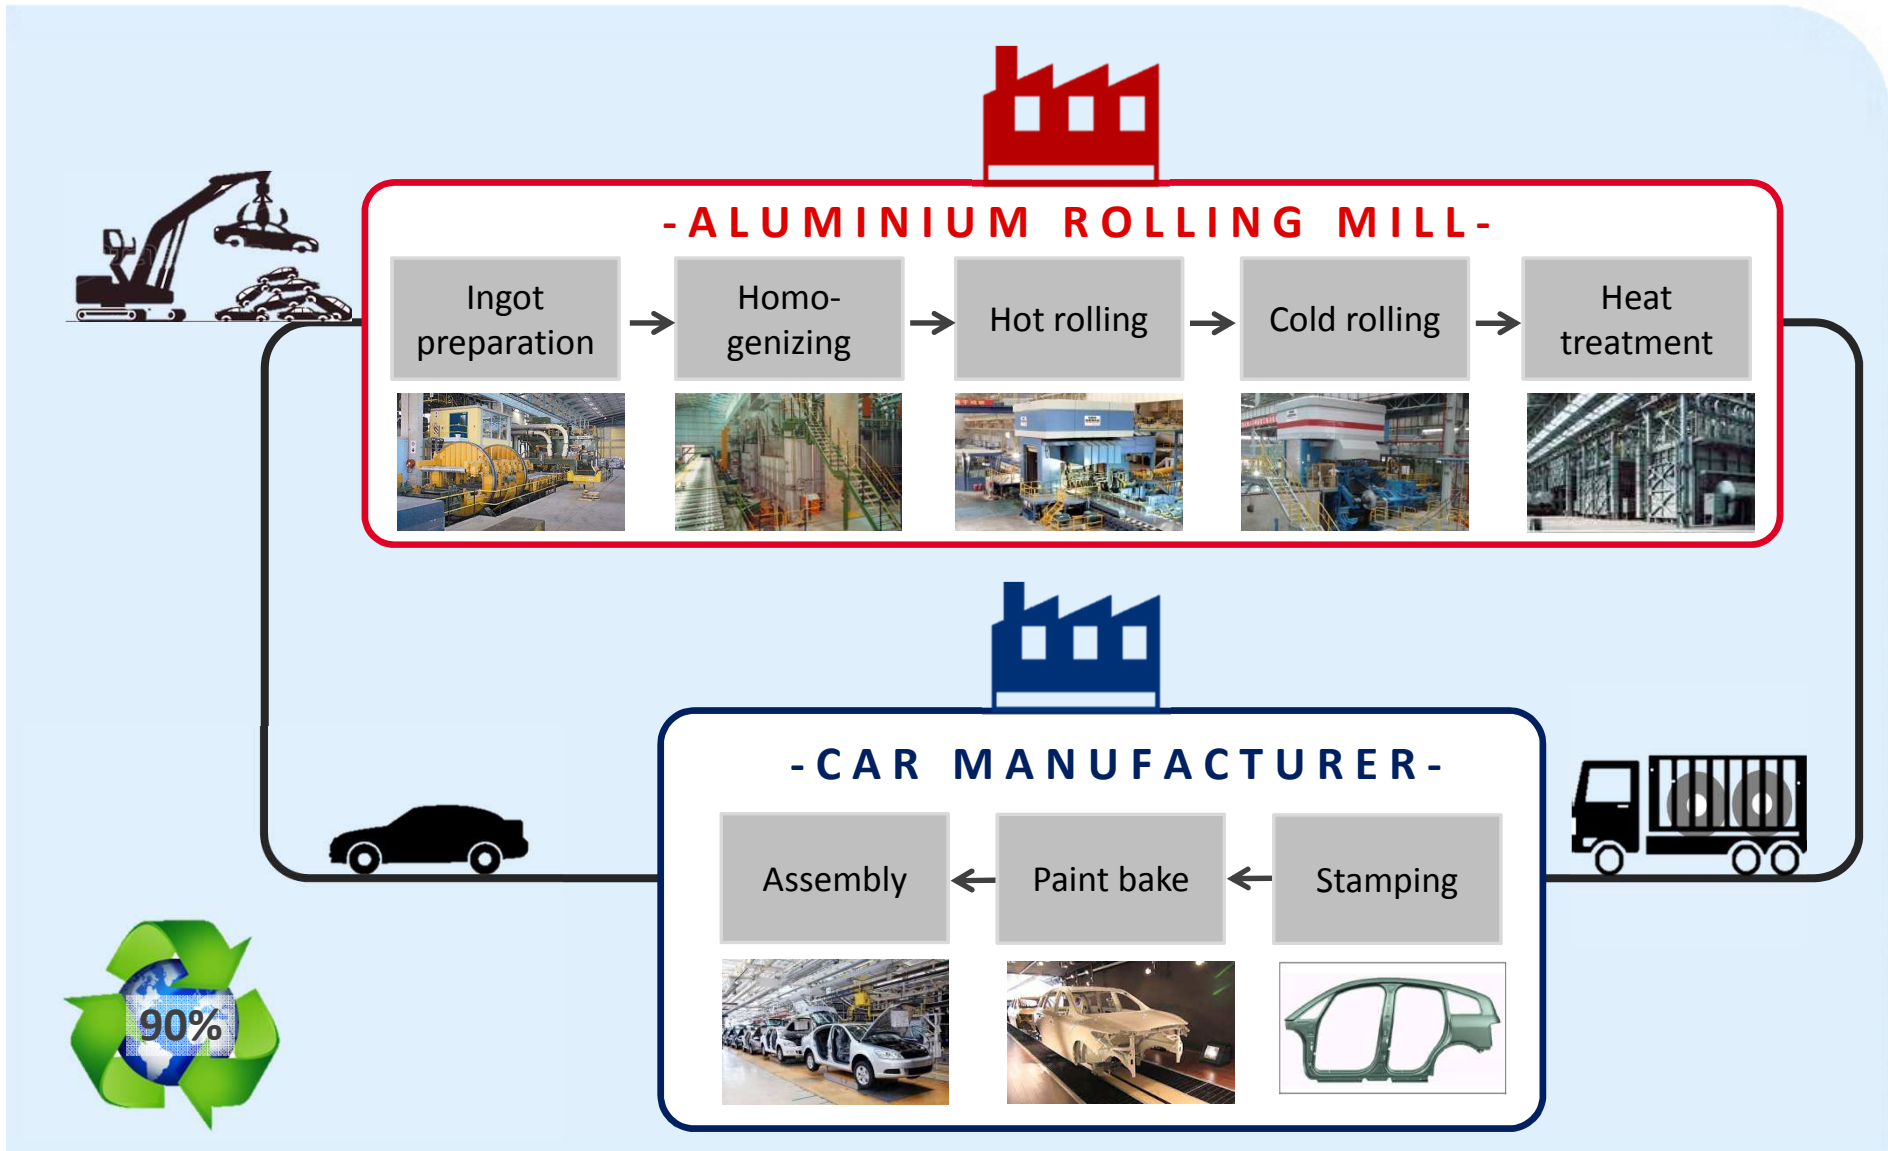 -ALUMINIUM ROLLING MILL-
Ingot
preparation
Homo-
genizing
Hot rolling
Cold rolling
Heat
treatment
-CAR MANUFACTURER-
Assembly
Paint bake
Stamping
90%